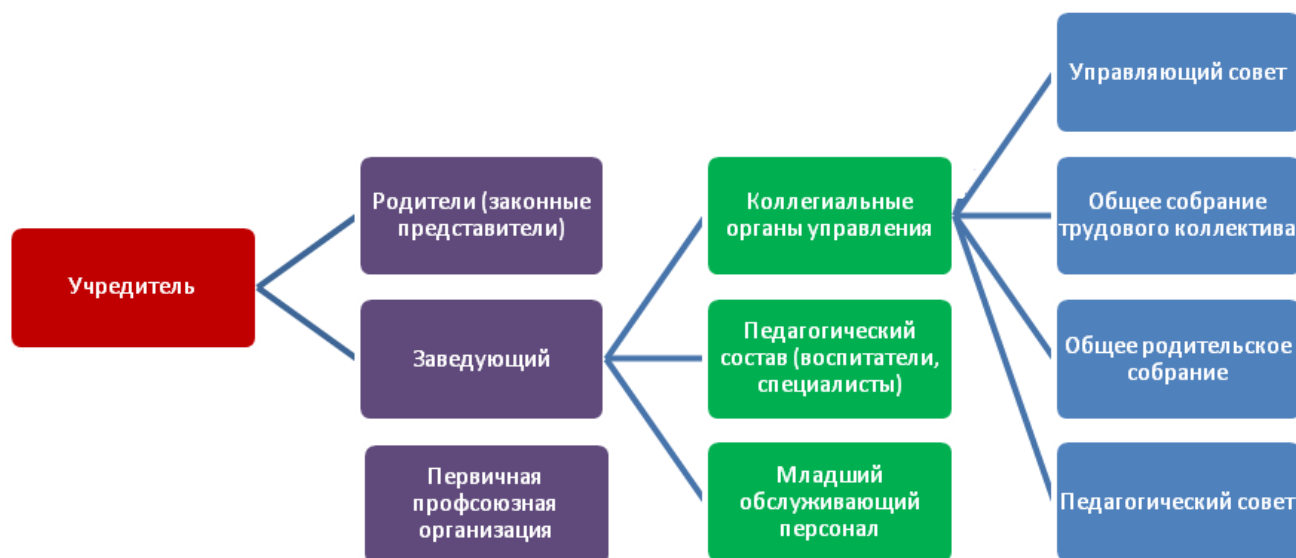 Учредитель
Родители (законные
представители)
Заведующий
Первичная
профсоюзная
организация
Коллегиальные
органы управления
Педагогический
состав (воспитатели,
специалисты)
Младший
обслуживающий
персонал
Управляющий совет
Общее собрание
трудового коллектива
Общее родительское
собрание
Педагогический совет